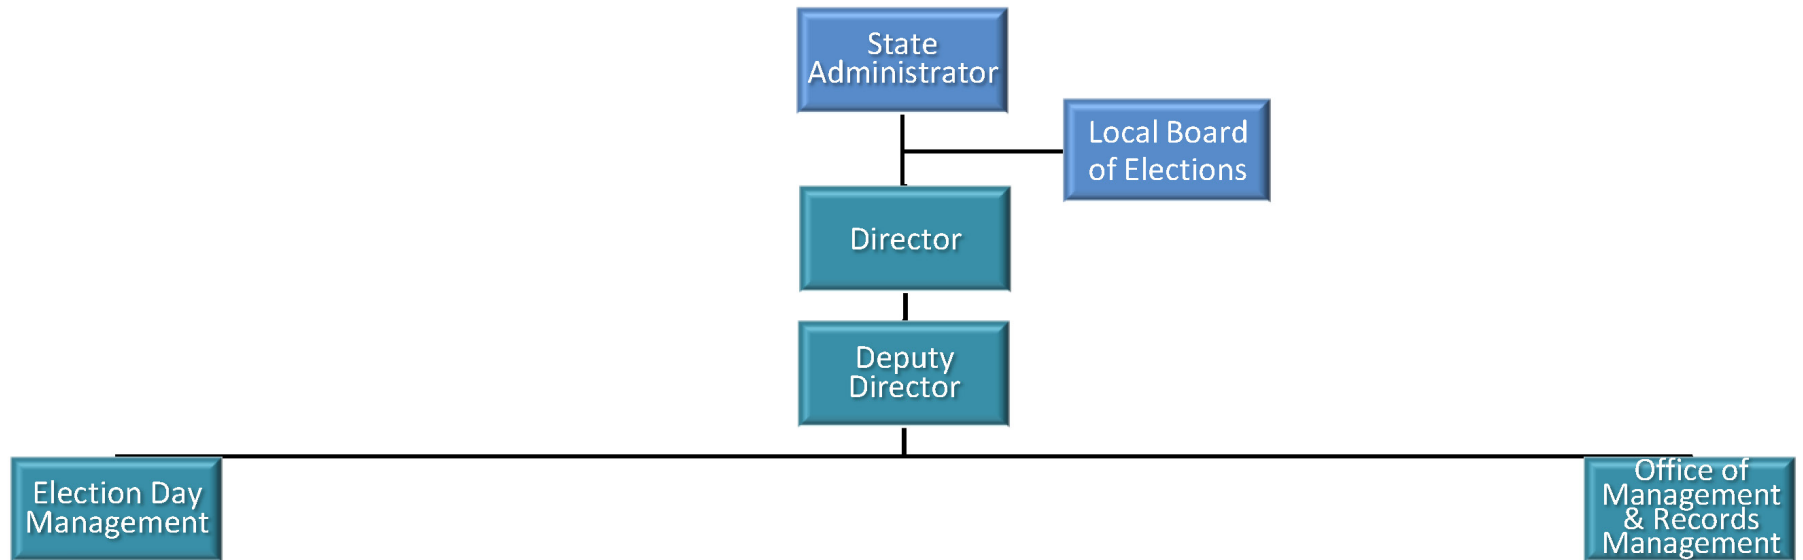 State
Administrator
Local Board
of Elections
Director
Deputy
Director
Election Day
Management
Office of
Management
& Records
Management